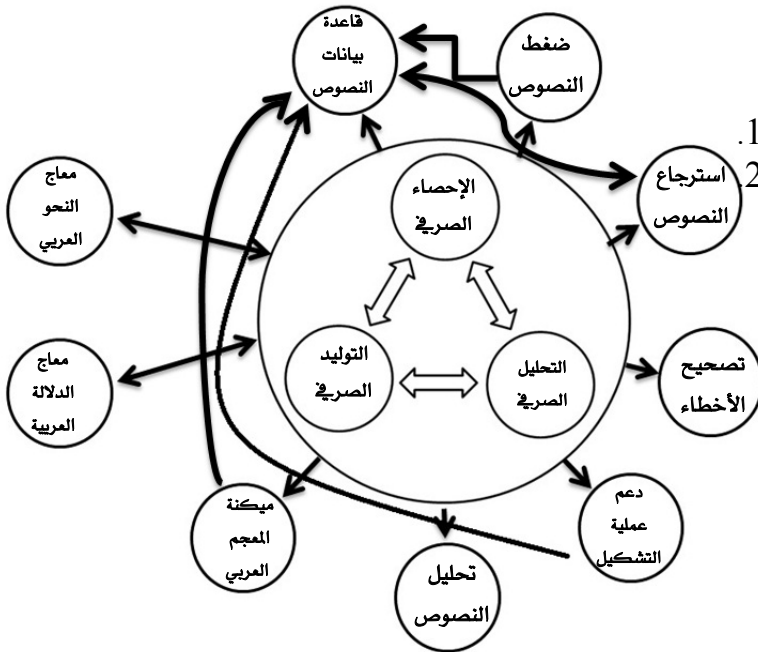 قاعدة
بيانات
النصوص
ضغط
النصوص
.1
.2
استرجاع
النصوص
معاج
النحو
العربي
الإحصاء
الصرفي
معاج
الدلالة
العربية
التوليد
الصرفي
التحليل
الصرفي
تصحيح
الأخطاء
ميكنة
المعجم
العربي
تحليل
النصوص
دعم
عملية
التشكيل